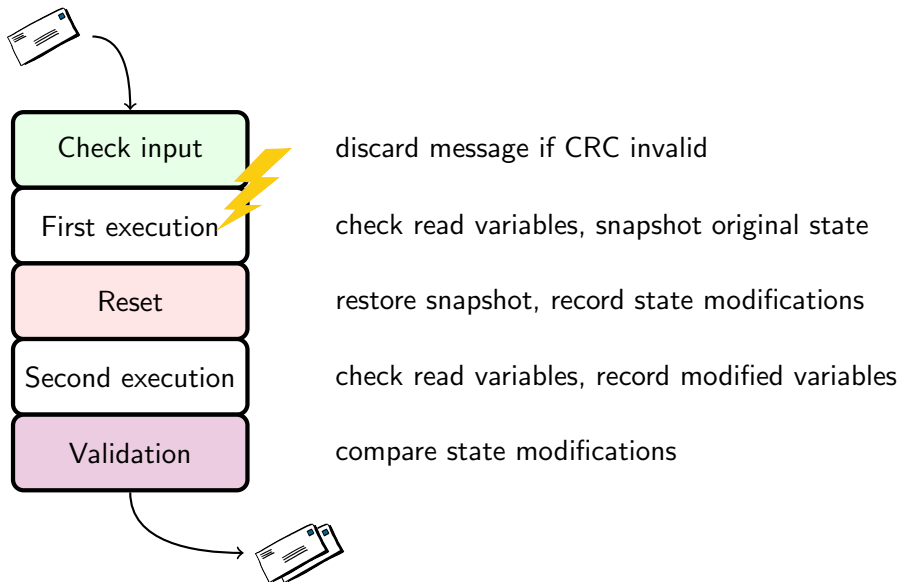 Check input
discard message if CRC invalid
First execution
check read variables, snapshot original state
Reset
restore snapshot, record state modifications
Second execution
check read variables, record modified variables
Validation
compare state modifications